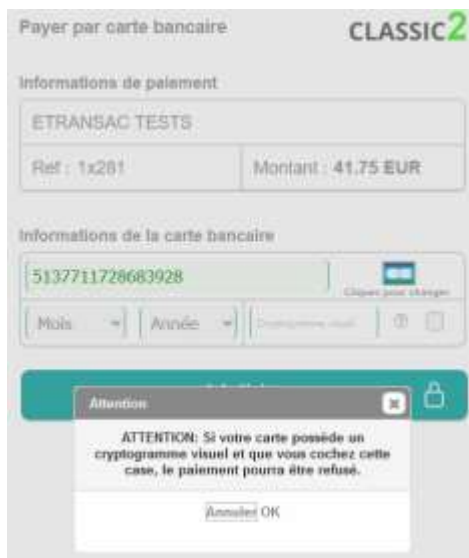 Payer par carte bancaire
CLASSIC2
Informations de paiement
ETRANSAC TESTS
Ref : 1x281
Montant : 41.75 EUR
Informations de la carte bancaire
5137711728683928
Cliquez pour changer
Mois
Année
Cryptogramme visuel
Attention
ATTENTION: Si votre carte possède un
cryptogramme visuel et que vous cochez cette
case, le paiement pourra être refusé.
Annuler OK